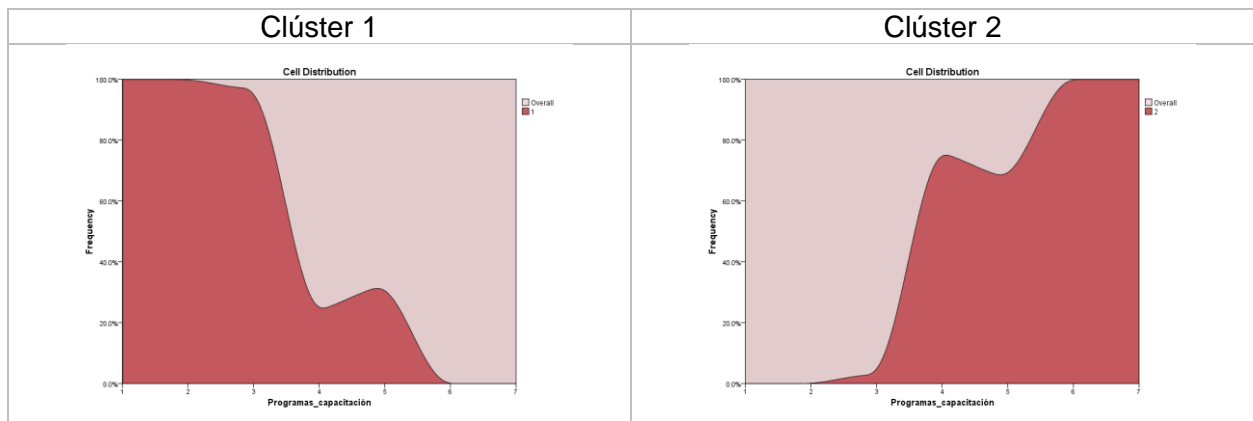 Clúster 1
Clúster 2
Cell Distribution
100.0%
80.0%
60.0%
40.0%
20.0%
0.0%
Frequency
1 2 3 4 5 6 7
Programas_capacitación
Overall
1
Cell Distribution
100.0%
80.0%
60.0%
40.0%
20.0%
0.0%
Frequency
1 2 3 4 5 6 7
Programas_capacitación
Overall
2